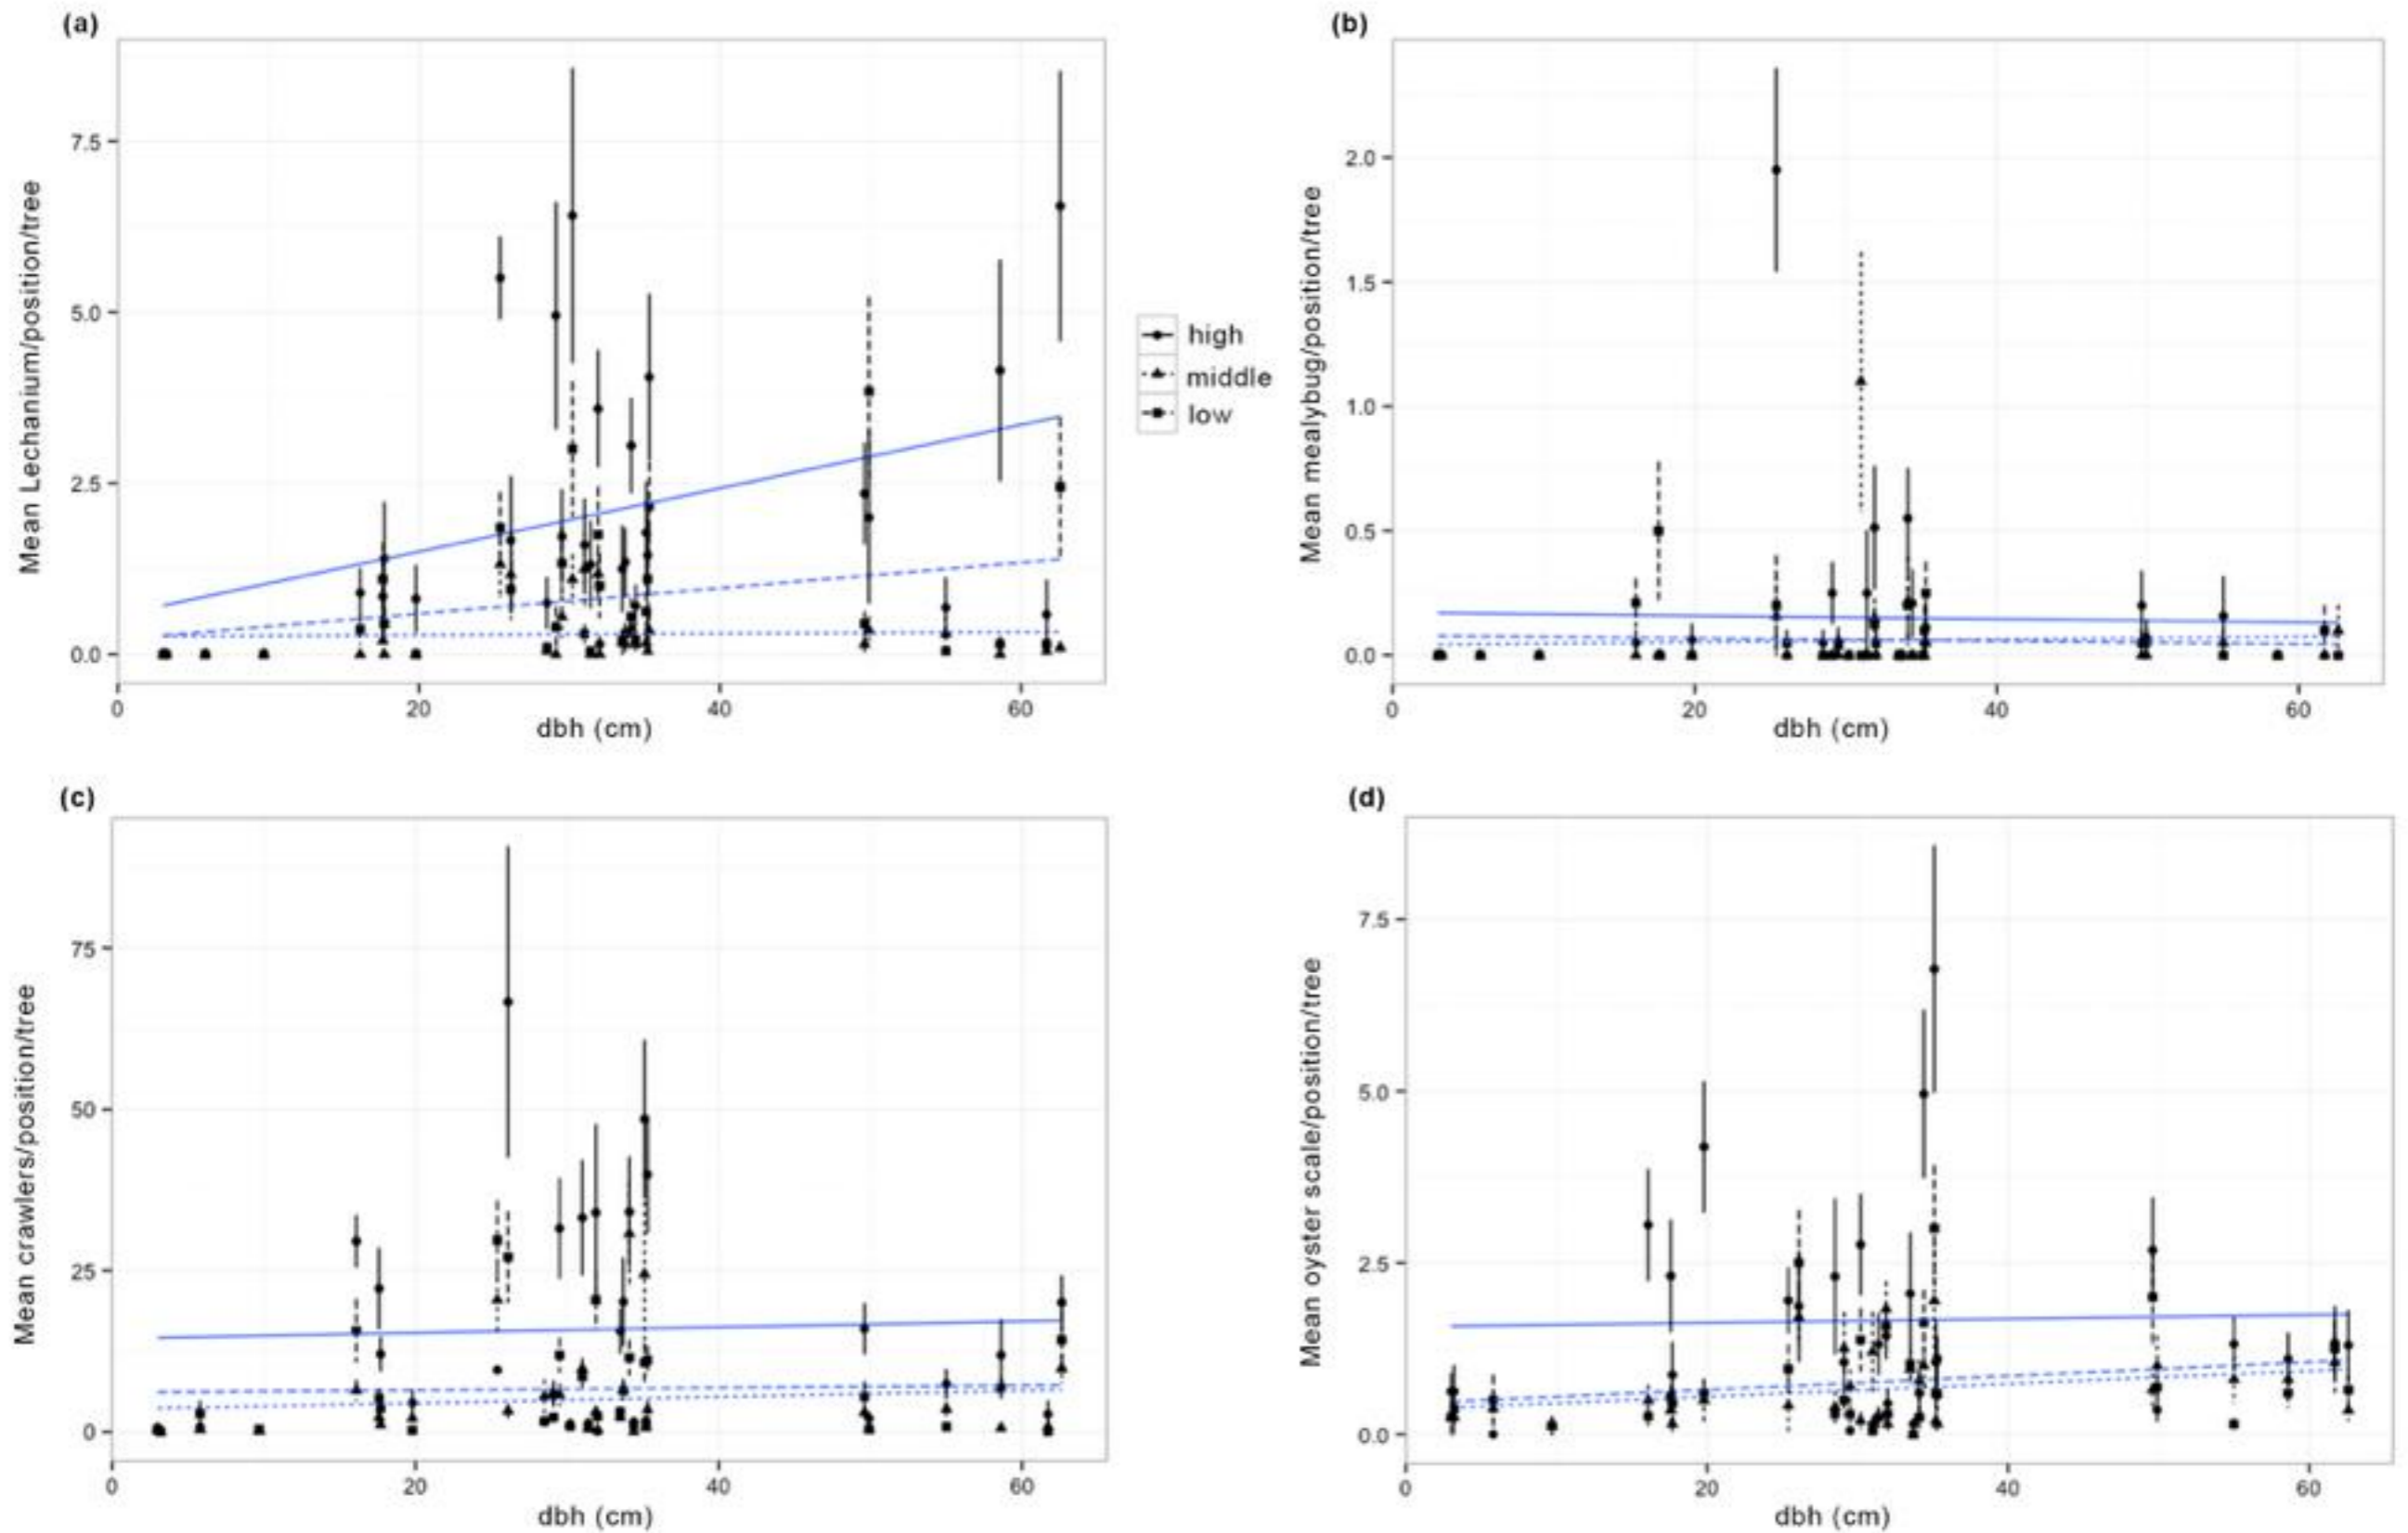 (a)
Mean Lechanium/position/tree
7.5
5.0
2.5
0.0
0 20 40 60
dbh (cm)
high
middle
low
(b)
Mean mealybug/position/tree
2.0
1.5
1.0
0.5
0.0
0 20 40 60
dbh (cm)
(c)
Mean crawlers/position/tree
75
50
25
0
0 20 40 60
dbh (cm)
(d)
Mean oyster scale/position/tree
7.5
5.0
2.5
0.0
0 20 40 60
dbh (cm)